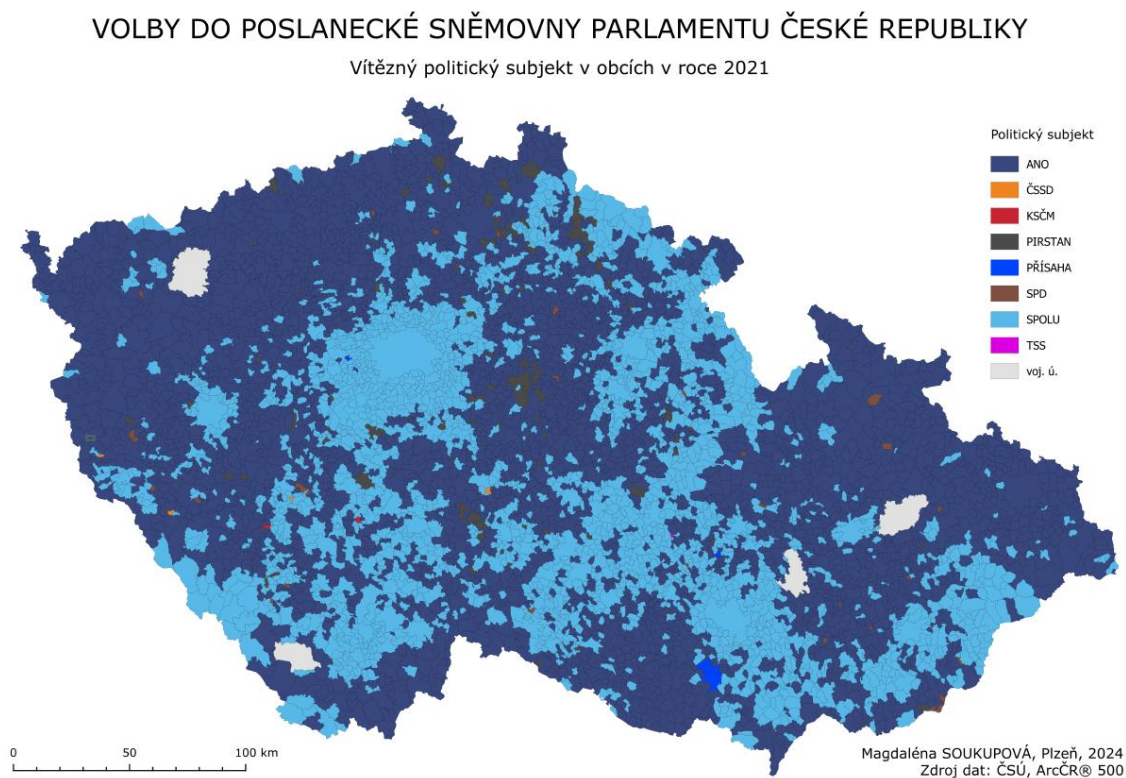 VOLBY DO POSLANECKÉ SNĚMOVNY PARLAMENTU ČESKÉ REPUBLIKY
Vítězný politický subjekt v obcích v roce 2021
Politický subjekt
ANO
ČSSD
KSČM
PIRSTAN
PŘÍSAHA
SPD
SPOLU
TSS
voj. ú.
0 50 100 km
Magdaléna SOUKUPOVÁ, Plzeň, 2024
Zdroj dat: ČSÚ, ArcČR® 500